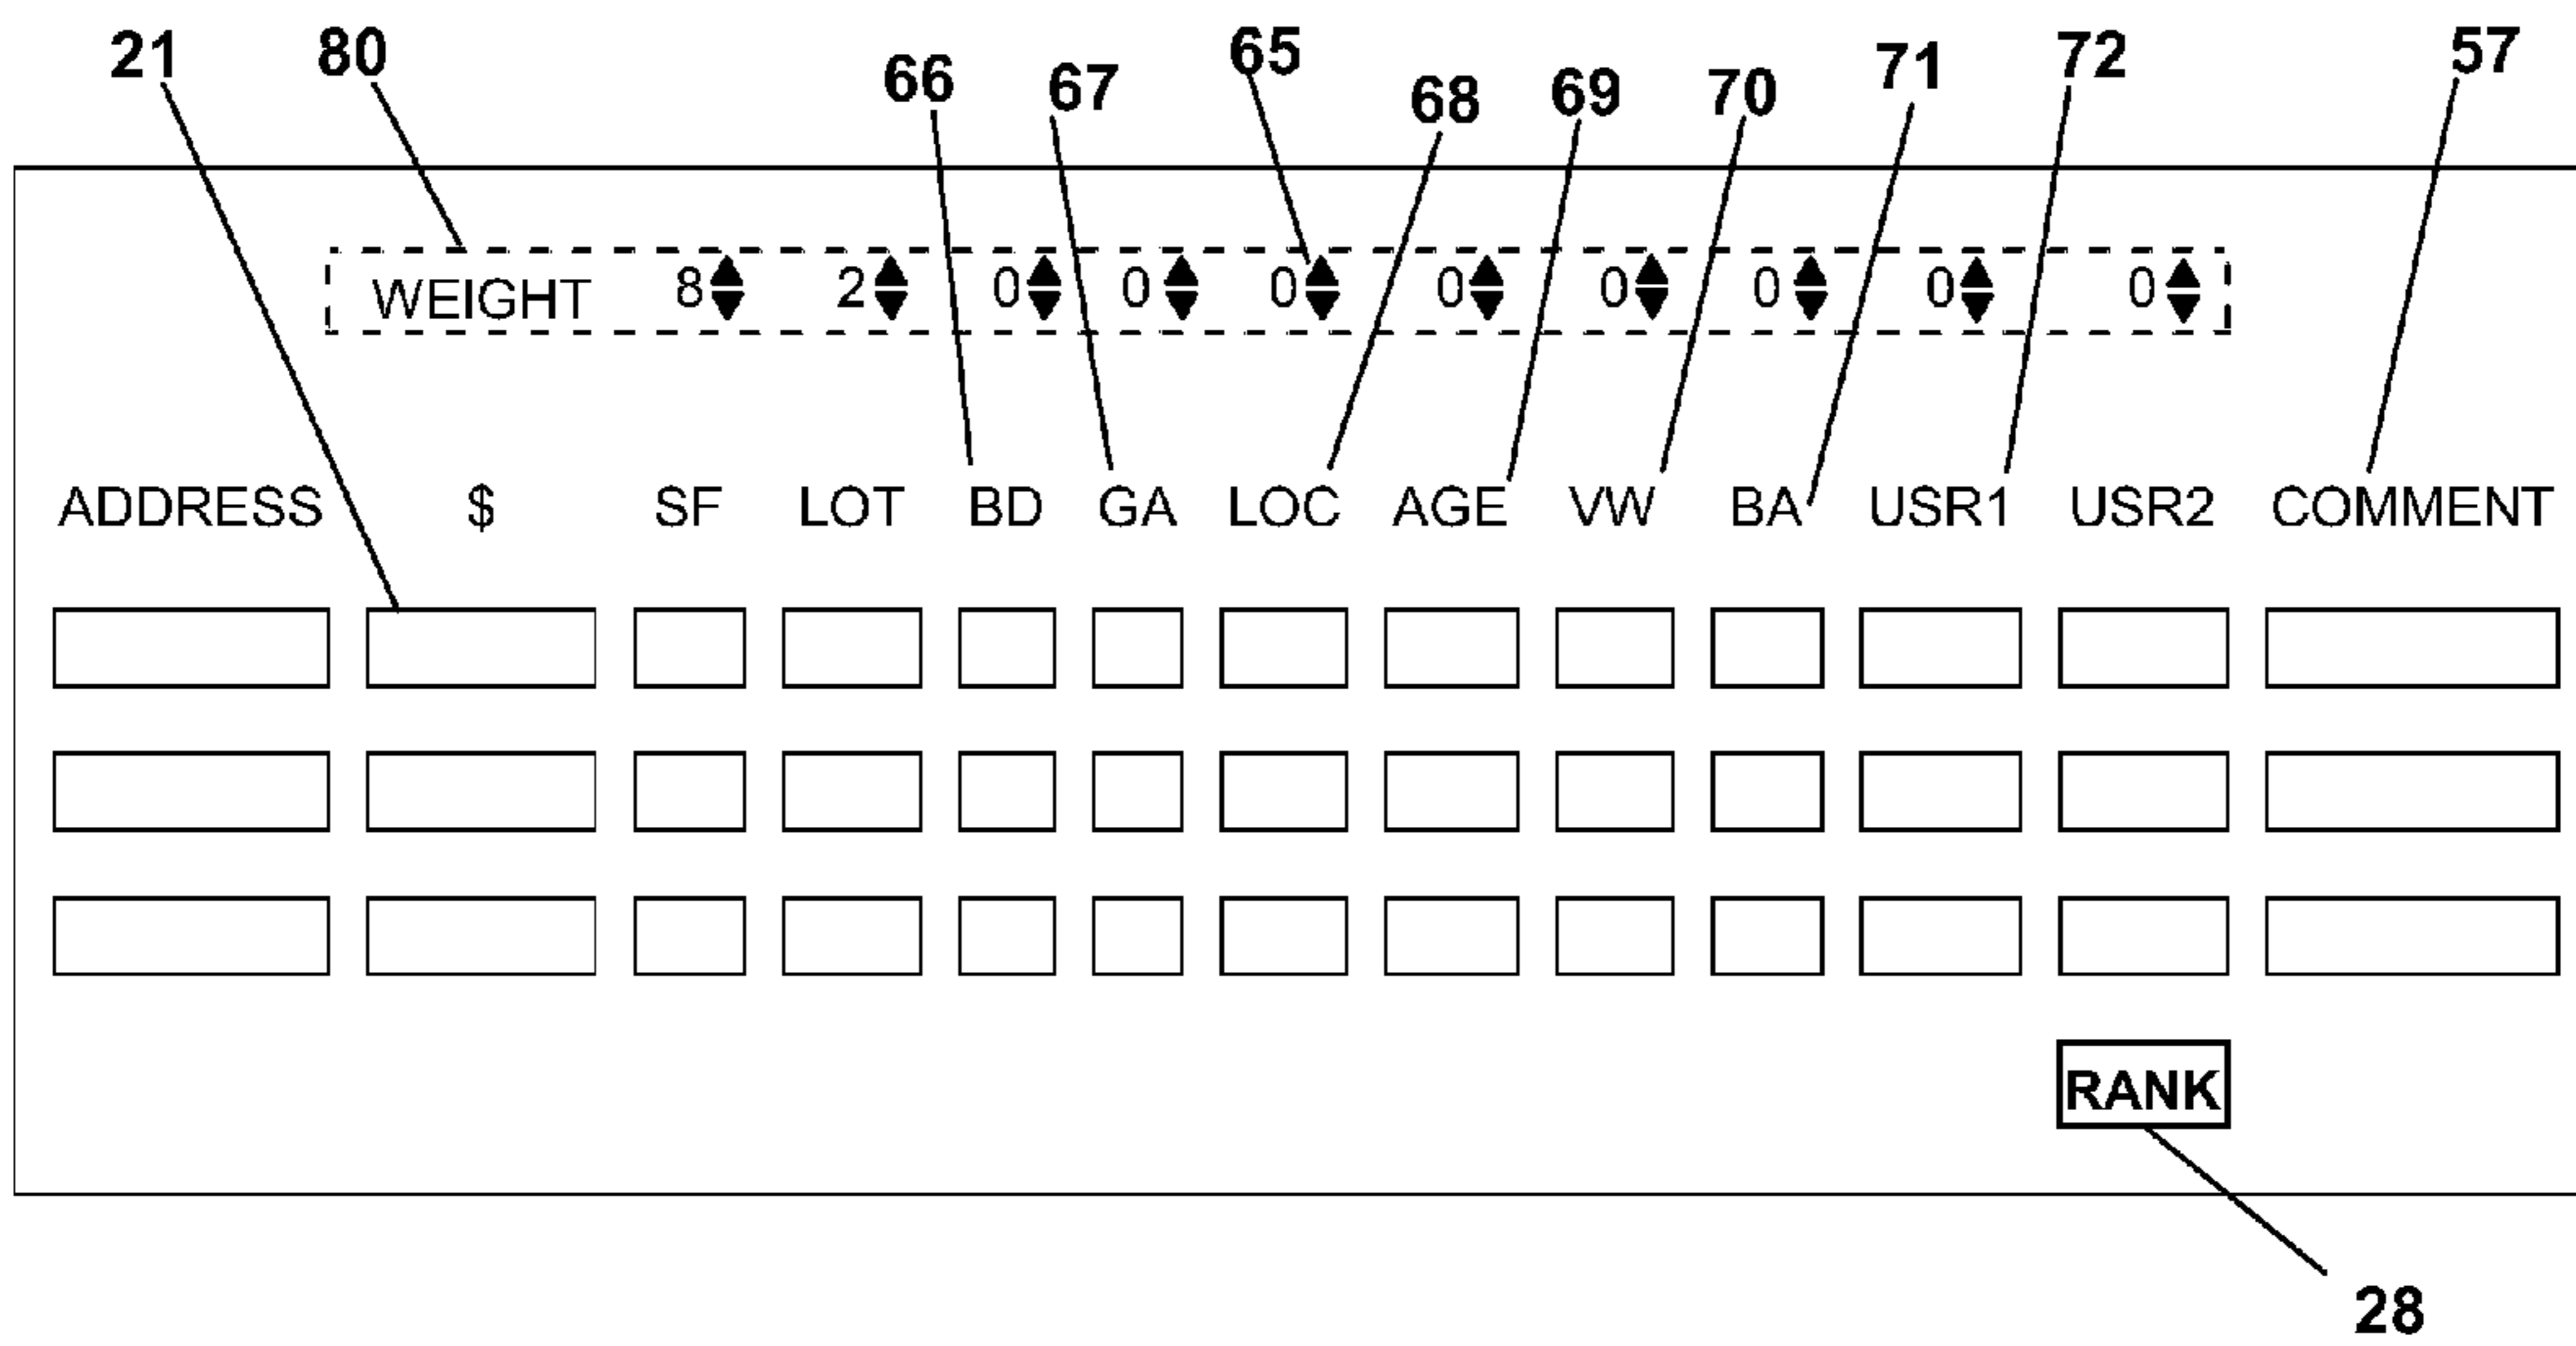 21 80 66 67 65 68 69 70 71 72 57
WEIGHT 8 2 0 0 0 0 0 0 0 0
ADDRESS $ SF LOT BD GA LOC AGE VW BA USR1 USR2 COMMENT
RANK
28